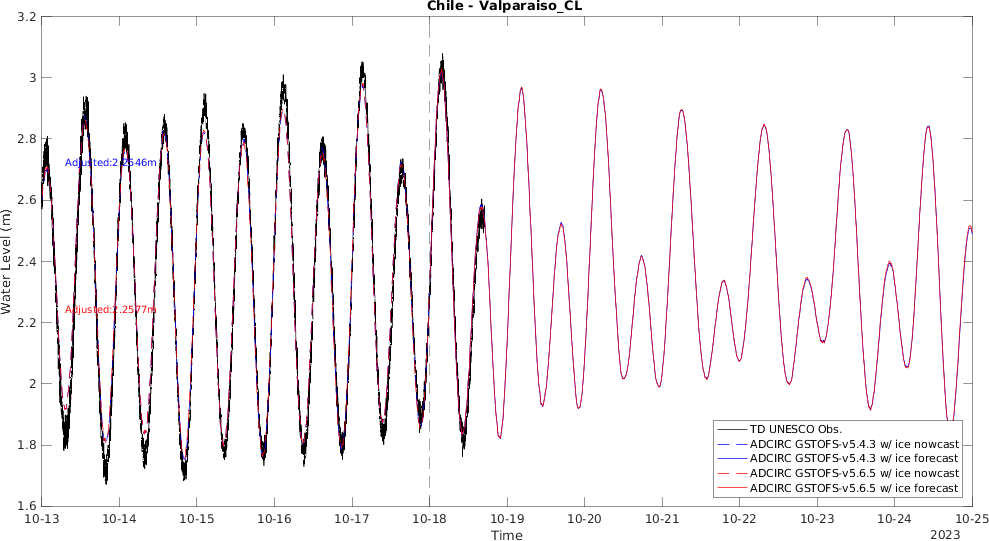 Chile - Valparaiso_CL
3.2
3
2.8
2.6
2.4
2.2
2
1.8
1.6
Water Level (m)
Adjusted:2.2546m
Adjusted:2.2577m
TD UNESCO Obs.
ADCIRC GSTOFS-v5.4.3 w/ ice nowcast
ADCIRC GSTOFS-v5.4.3 w/ ice forecast
ADCIRC GSTOFS-v5.6.5 w/ ice nowcast
ADCIRC GSTOFS-v5.6.5 w/ ice forecast
10-13 10-14 10-15 10-16 10-17 10-18 10-19 10-20 10-21 10-22 10-23 10-24 10-25
Time
2023